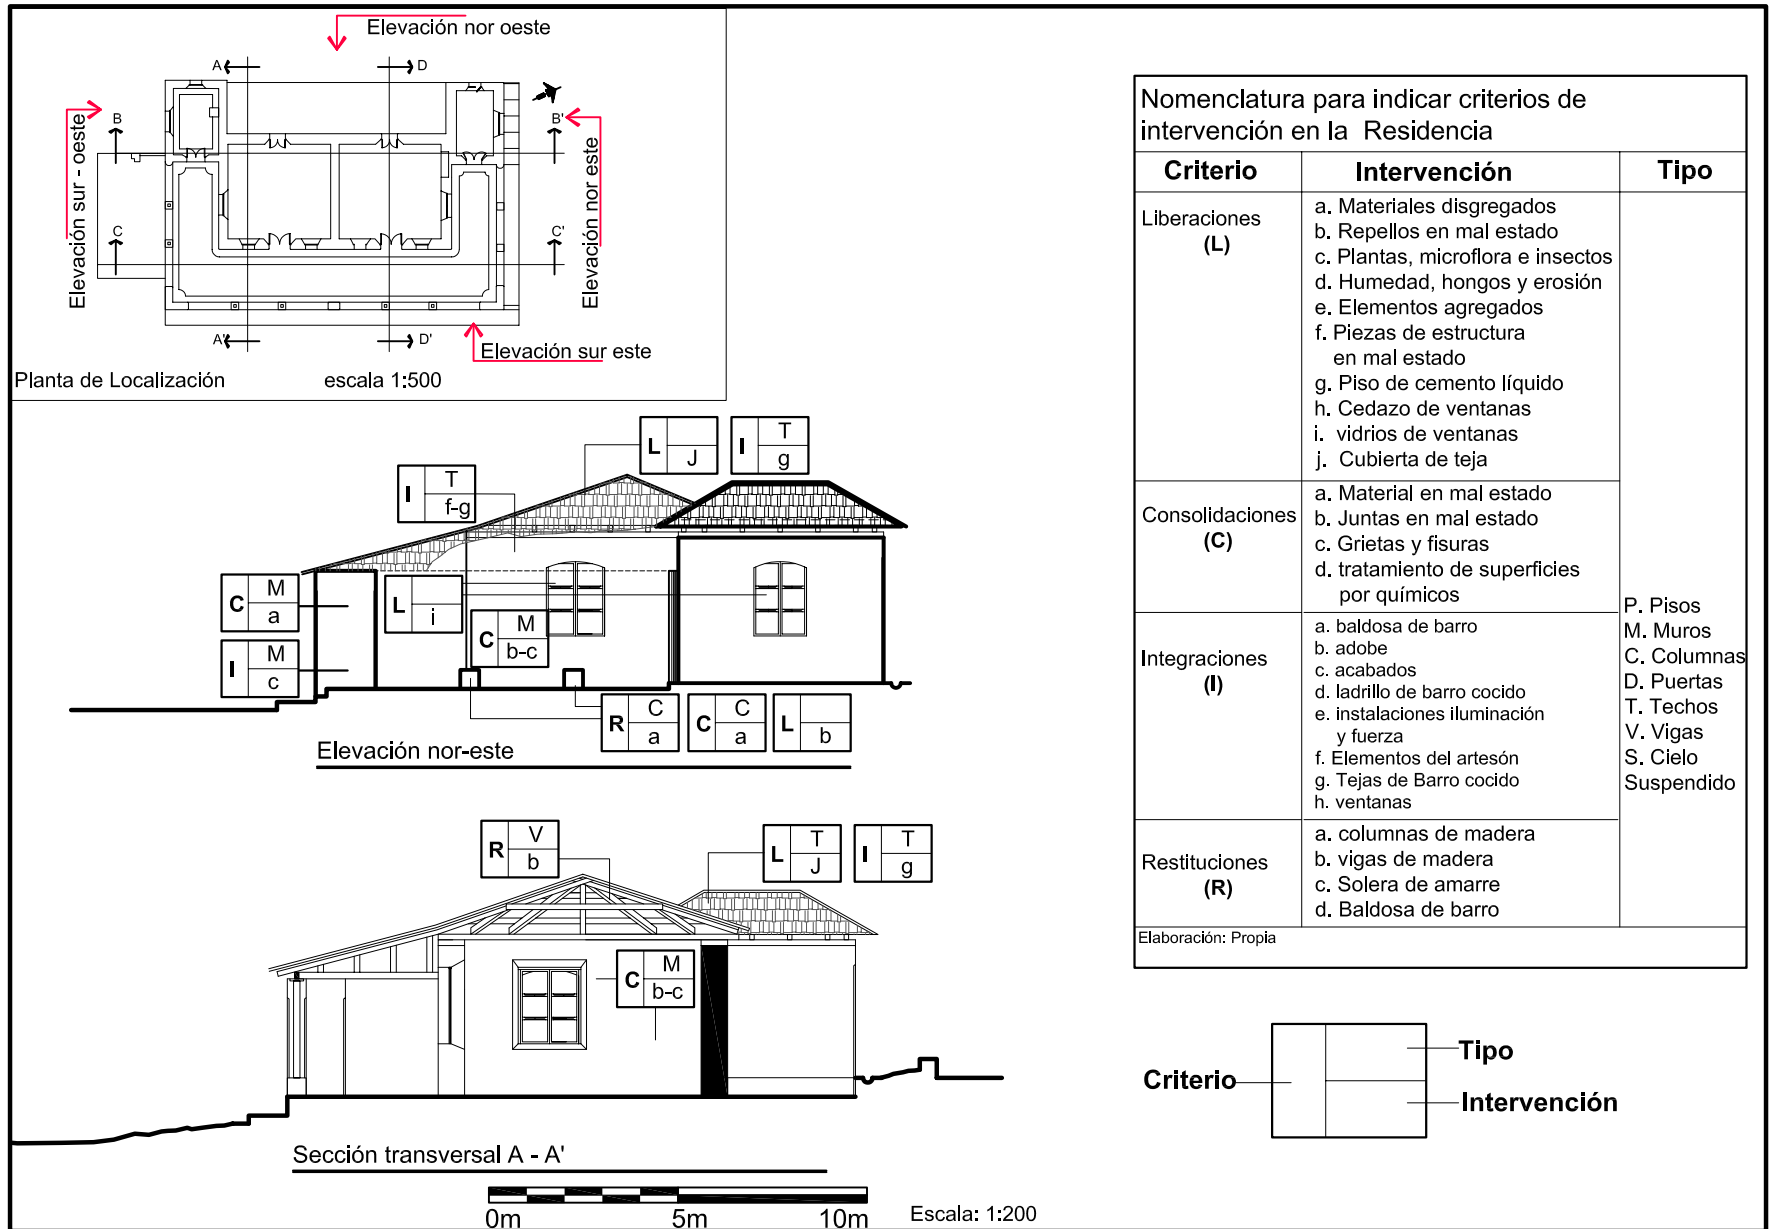 Elevación nor oeste
A
D
B
B'
Elevación sur - oeste
Elevación nor este
C
C'
A'
D'
Elevación sur este
Planta de Localización
escala 1:500
L
J
I
T
g
I
T
f-g
C
M
a
L
i
C
M
b-c
I
M
c
R
C
a
C
C
a
L
b
Elevación nor-este
R
V
b
L
T
J
I
T
g
C
M
b-c
Sección transversal A - A'
0m
5m
10m
Escala: 1:200
Nomenclatura para indicar criterios de
intervención en la Residencia
Criterio
Intervención
Tipo
Liberaciones
(L)
a. Materiales disgregados
b. Repellos en mal estado
c. Plantas, microflora e insectos
d. Humedad, hongos y erosión
e. Elementos agregados
f. Piezas de estructura
en mal estado
g. Piso de cemento líquido
h. Cedazo de ventanas
i. vidrios de ventanas
j. Cubierta de teja
Consolidaciones
(C)
a. Material en mal estado
b. Juntas en mal estado
c. Grietas y fisuras
d. tratamiento de superficies
por químicos
Integraciones
(I)
a. baldosa de barro
b. adobe
c. acabados
d. ladrillo de barro cocido
e. instalaciones iluminación
y fuerza
f. Elementos del artesón
g. Tejas de Barro cocido
h. ventanas
Restituciones
(R)
a. columnas de madera
b. vigas de madera
c. Solera de amarre
d. Baldosa de barro
P. Pisos
M. Muros
C. Columnas
D. Puertas
T. Techos
V. Vigas
S. Cielo
Suspendido
Elaboración: Propia
Criterio
Tipo
Intervención